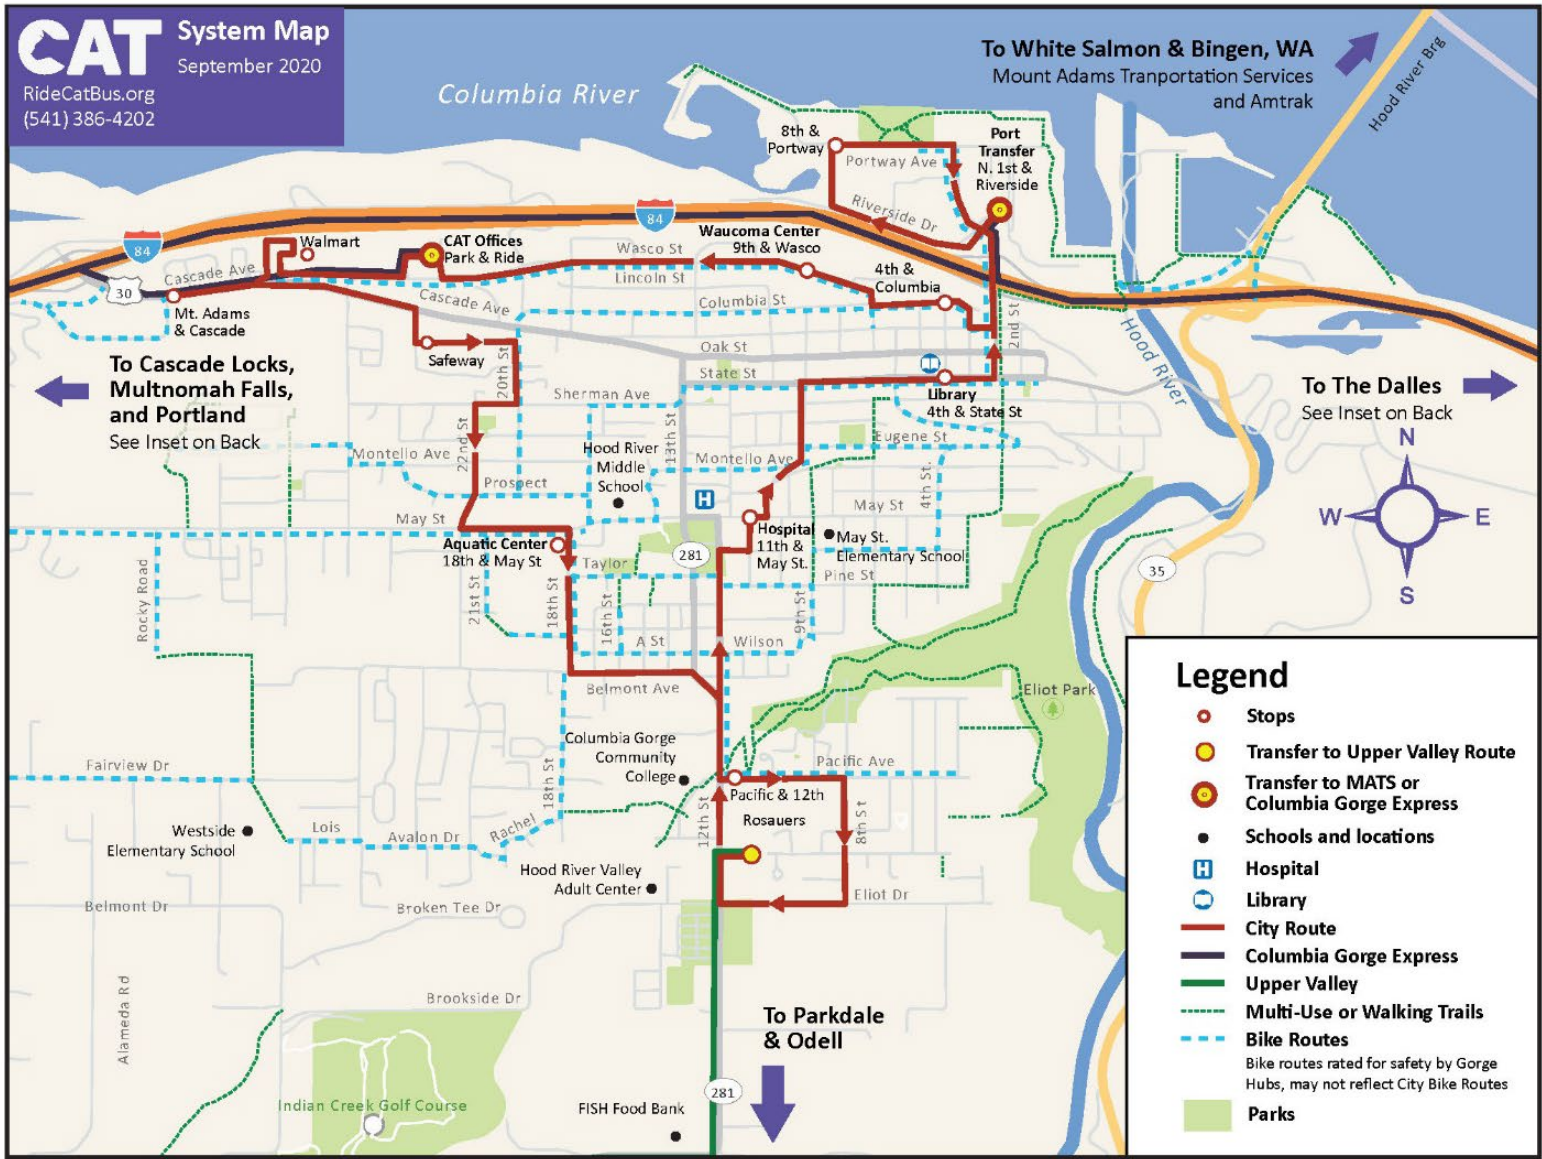 CAT
System Map
September 2020
RideCatBus.org
(541) 386-4202
Columbia River
To White Salmon & Bingen, WA
Mount Adams Tranportation Services
and Amtrak
Hood River Brg
8th &
Portway
Portway Ave
Port
Transfer
N. 1st &
Riverside
Riverside Dr
84
84
Walmart
CAT Offices
Park & Ride
Wasco St
Waucoma Center
9th & Wasco
Lincoln St
4th &
Columbia
Cascade Ave
30
Cascade Ave
Columbia St
Mt. Adams
& Cascade
2nd St
Hood River
Safeway
Oak St
State St
20th St
Library
4th & State St
Sherman Ave
To Cascade Locks,
Multnomah Falls,
and Portland
See Inset on Back
To The Dalles
See Inset on Back
N
W
E
S
22nd St
13th St
Hood River
Middle
School
Eugene St
Montello Ave
Montello Ave
Prospect
H
4th St.
May St
May St
Hospital
11th &
May St.
May St.
Elementary School
Aquatic Center
18th & May St
281
Taylor
Pine St
35
Rocky Road
21st St
18th St
16th St
9th St
A St
Wilson
Belmont Ave
Eliot Park
Columbia Gorge
Community
College
Fairview Dr
Pacific Ave
18th St
Pacific & 12th
Rosauers
12th St
8th St
Westside
Elementary School
Lois
Avalon Dr
Rachel
Hood River Valley
Adult Center
Eliot Dr
Belmont Dr
Broken Tee Dr
Alameda Rd
Brookside Dr
To Parkdale
& Odell
Indian Creek Golf Course
FISH Food Bank
281
Legend
Stops
Transfer to Upper Valley Route
Transfer to MATS or
Columbia Gorge Express
Schools and locations
H
Hospital
Library
City Route
Columbia Gorge Express
Upper Valley
Multi-Use or Walking Trails
Bike Routes
Bike routes rated for safety by Gorge
Hubs, may not reflect City Bike Routes
Parks